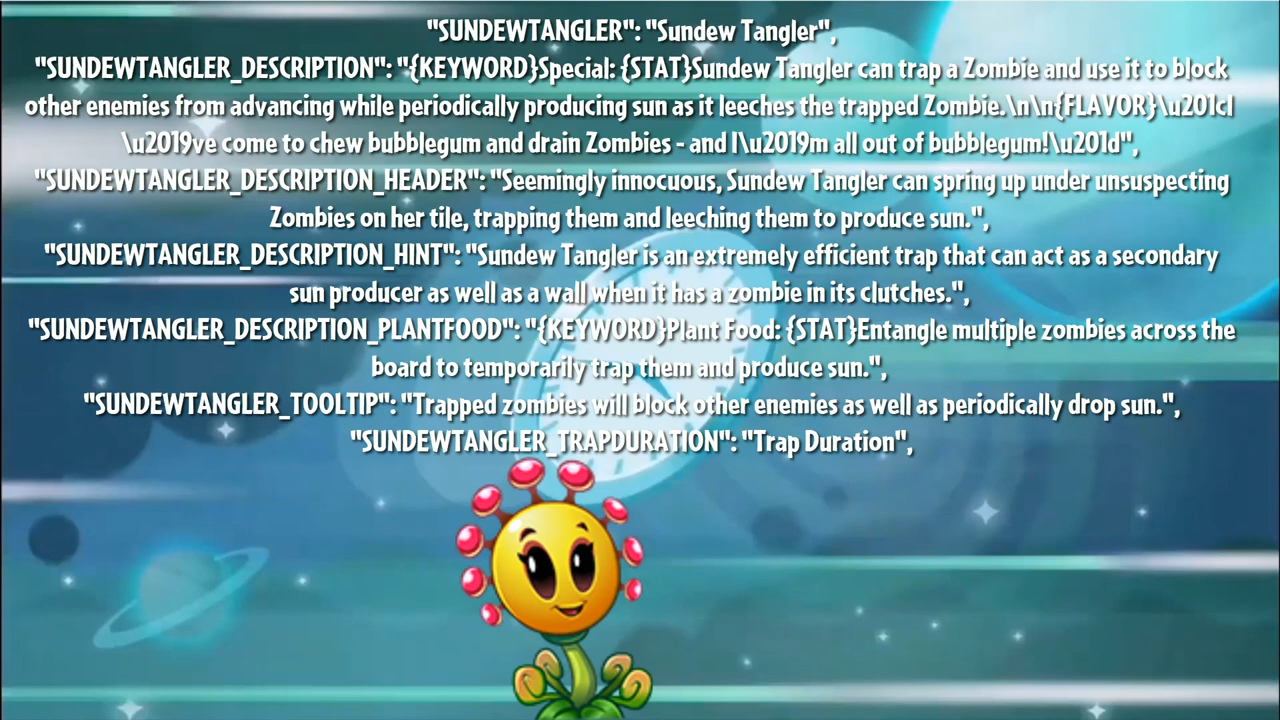 "SUNDEWTANGLER": "Sundew Tangler",
"SUNDEWTANGLER_DESCRIPTION": "{KEYWORD}Special: {STAT}Sundew Tangler can trap a Zombie and use it to block
other enemies from advancing while periodically producing sun as it leeches the trapped Zombie.\n\n{FLAVOR}\u201cI
\u2019ve come to chew bubblegum and drain Zombies - and I\u2019m all out of bubblegum!\u201d",
"SUNDEWTANGLER_DESCRIPTION_HEADER": "Seemingly innocuous, Sundew Tangler can spring up under unsuspecting
Zombies on her tile, trapping them and leeching them to produce sun.",
"SUNDEWTANGLER_DESCRIPTION_HINT": "Sundew Tangler is an extremely efficient trap that can act as a secondary
sun producer as well as a wall when it has a zombie in its clutches.",
"SUNDEWTANGLER_DESCRIPTION_PLANTFOOD": "{KEYWORD}Plant Food: {STAT}Entangle multiple zombies across the
board to temporarily trap them and produce sun.",
"SUNDEWTANGLER_TOOLTIP": "Trapped zombies will block other enemies as well as periodically drop sun.",
"SUNDEWTANGLER_TRAPDURATION": "Trap Duration",